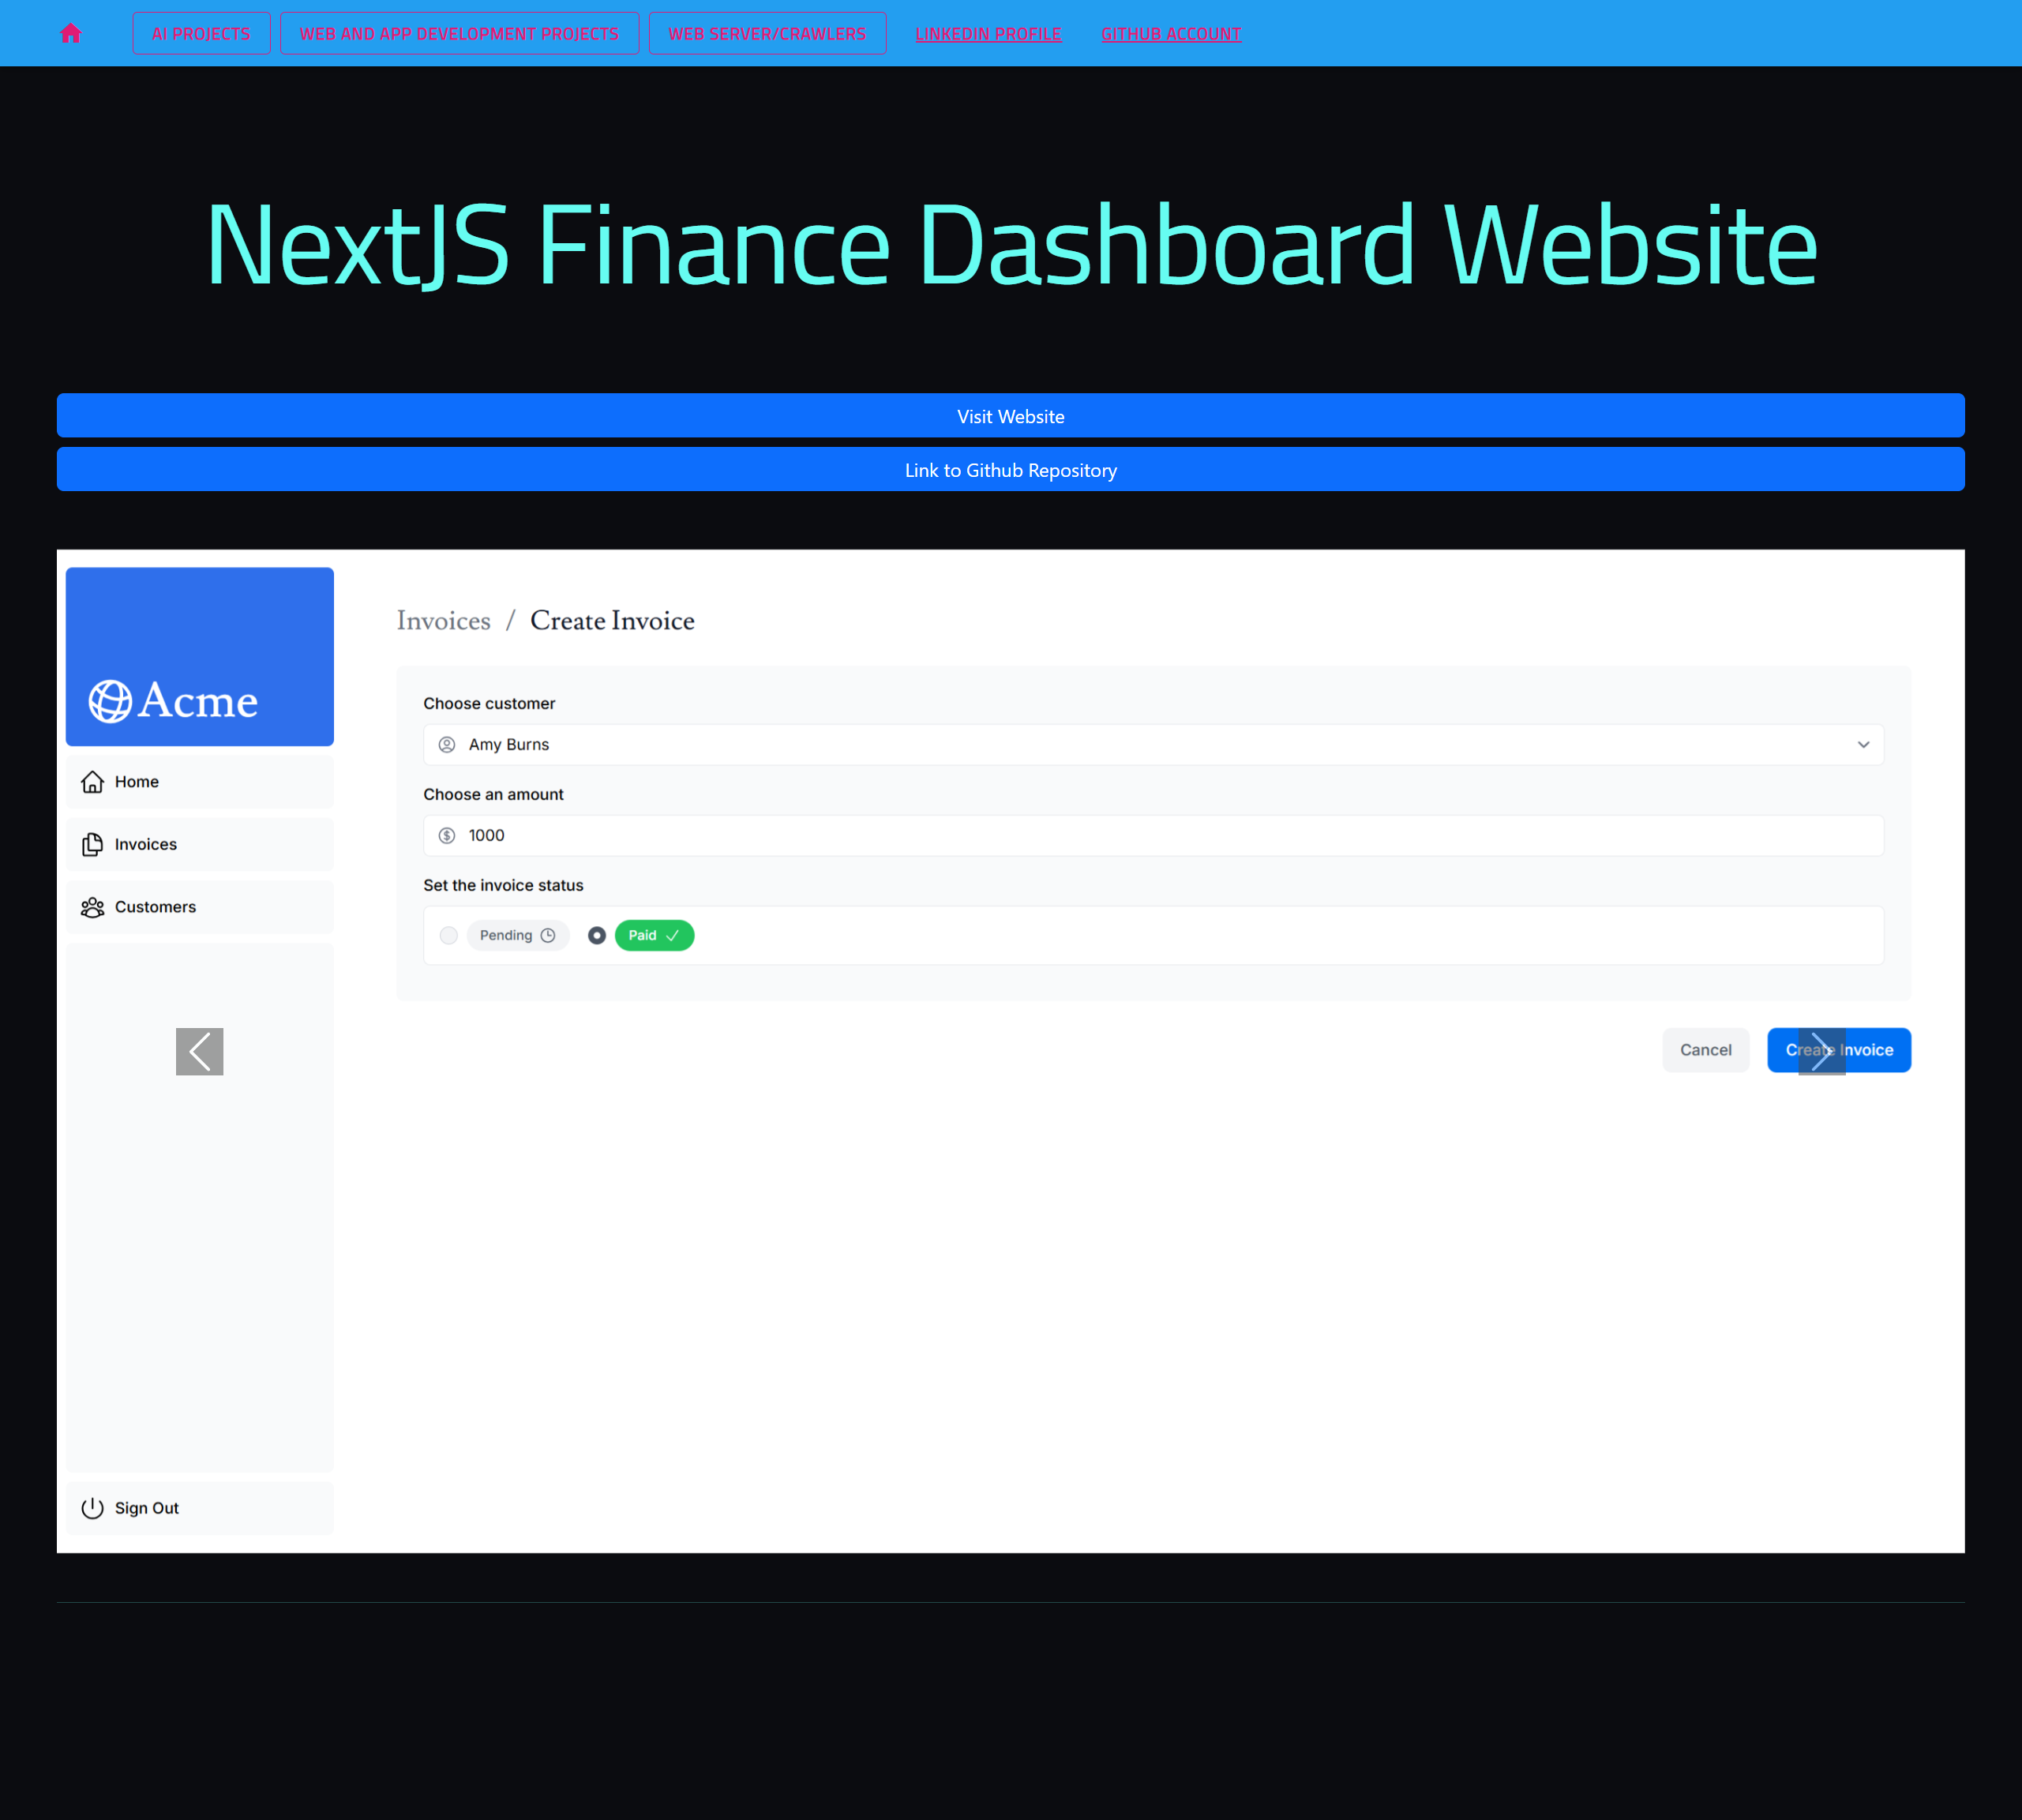 AI PROJECTS WEB AND APP DEVELOPMENT PROJECTS WEB SERVER/CRAWLERS LINKEDIN PROFILE GITHUB ACCOUNT
NextJS Finance Dashboard Website
Visit Website
Link to Github Repository
Acme
Home
Invoices
Customers
Sign Out
Invoices / Create Invoice
Choose customer
Amy Burns
Choose an amount
1000
Set the invoice status
Pending Paid
Cancel Create Invoice